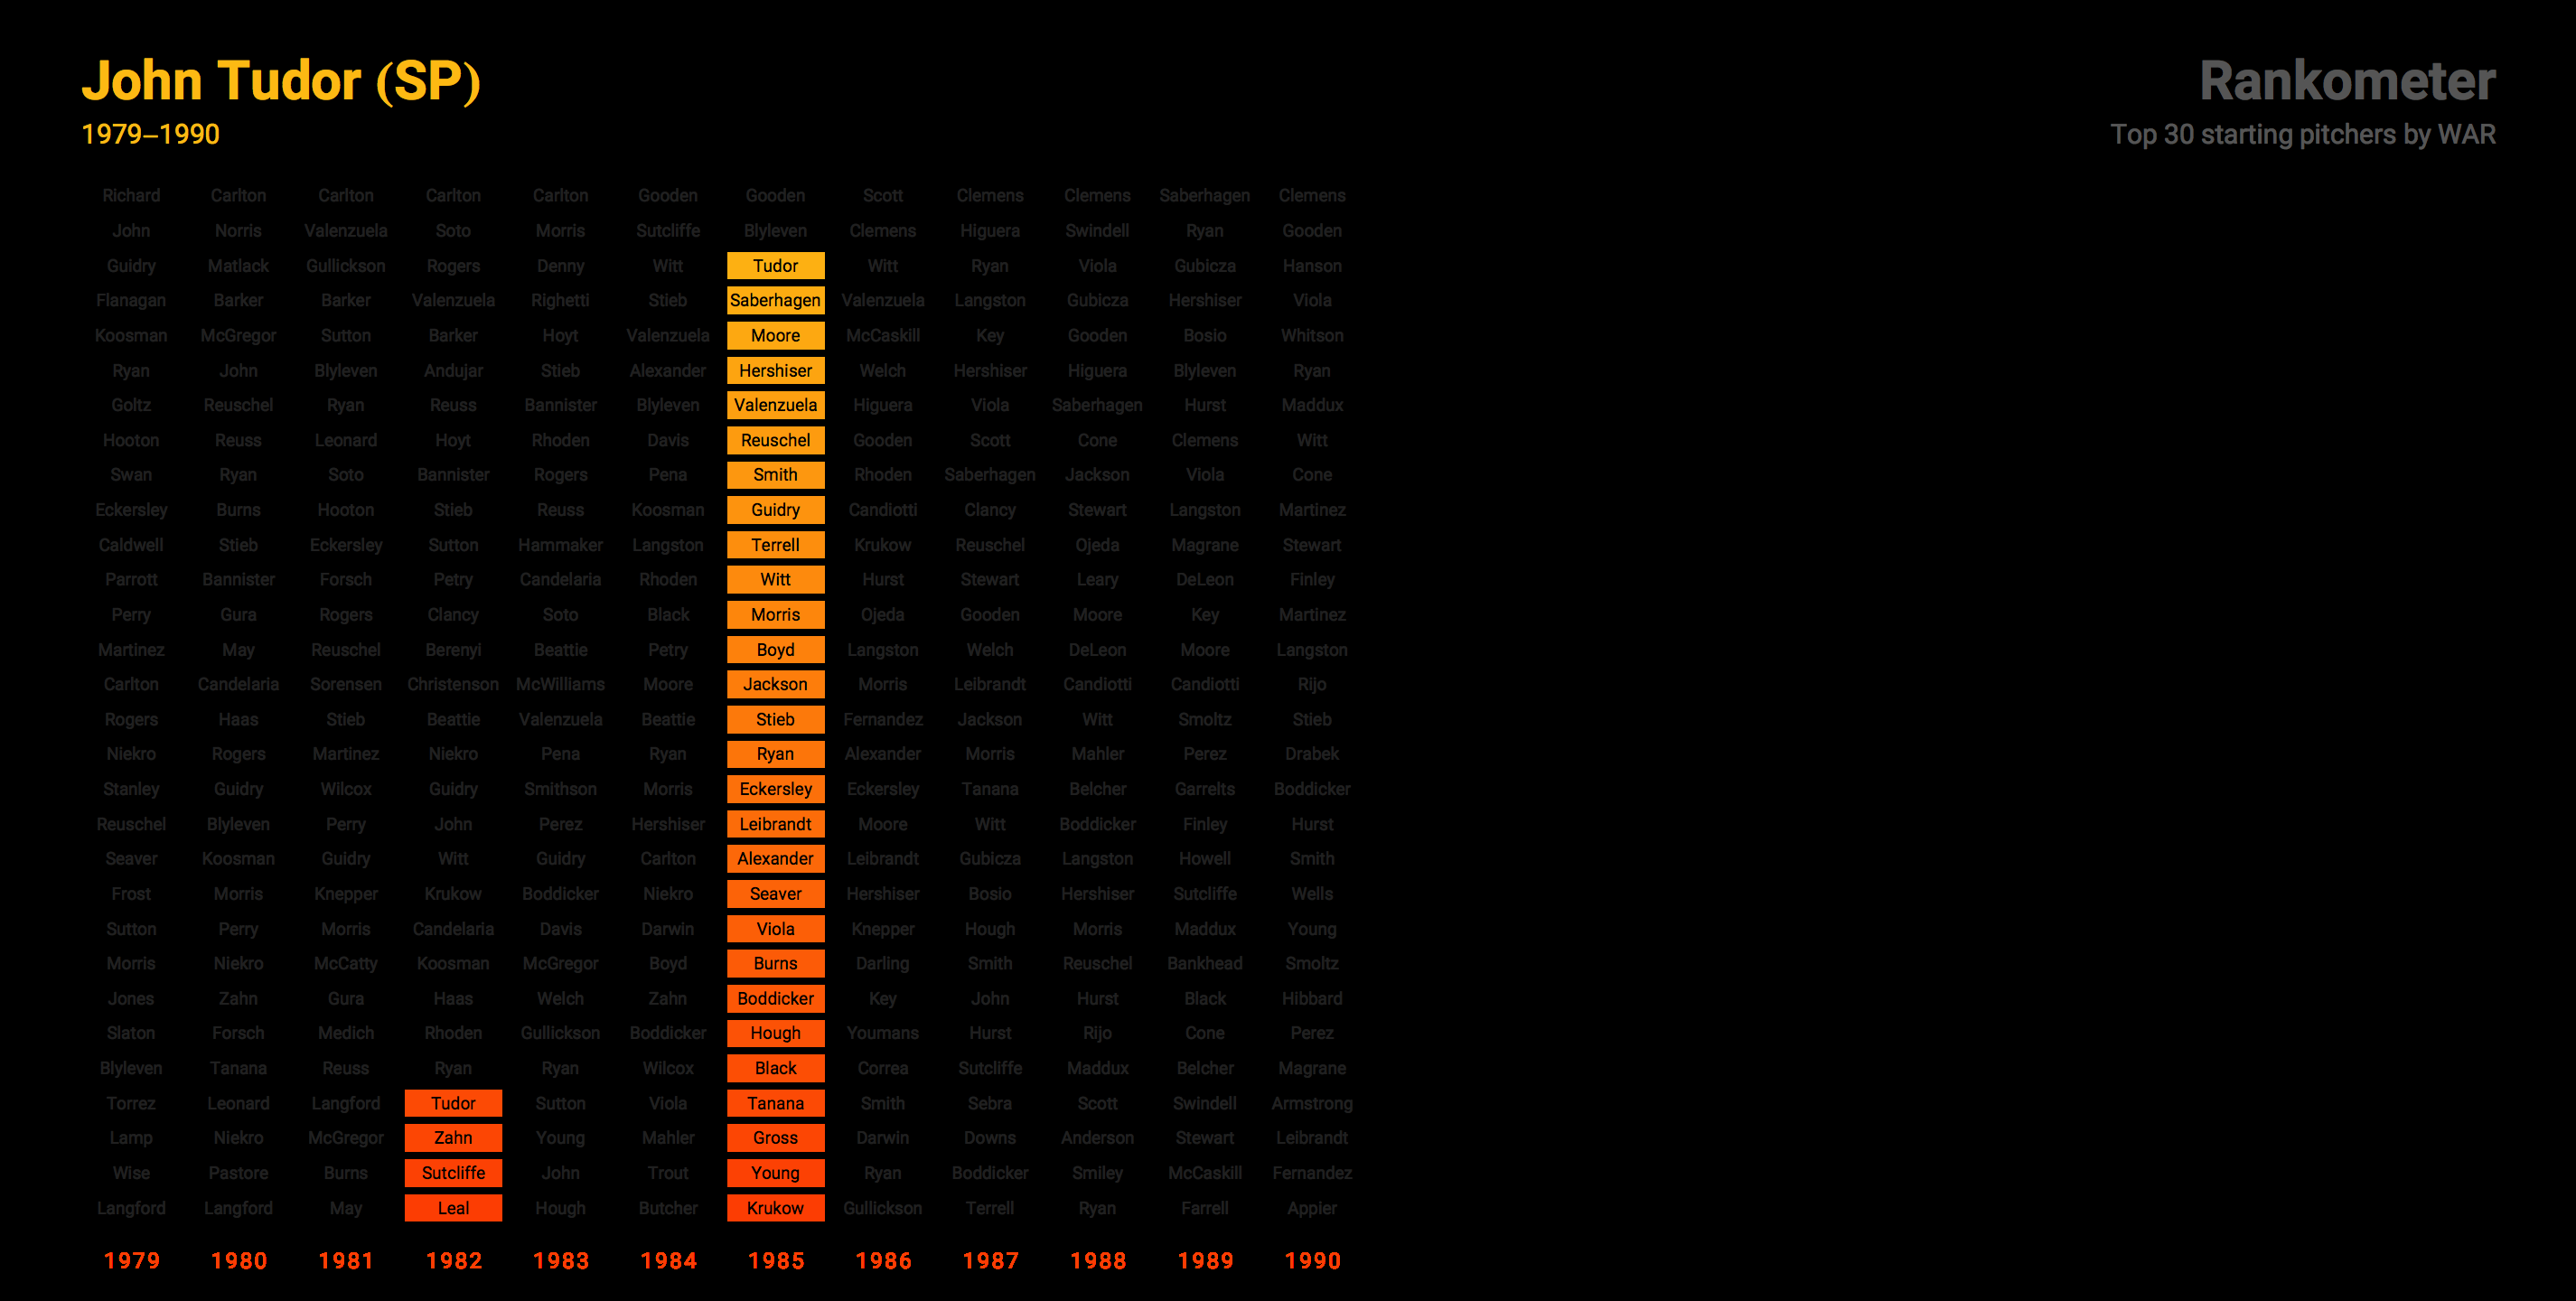 John Tudor (SP)
1979–1990
Rankometer
Top 30 starting pitchers by WAR
Richard Carlton Carlton Carlton Carlton Gooden Gooden Scott Clemens Clemens Saberhagen Clemens
John Norris Valenzuela Soto Morris Sutcliffe Blyleven Clemens Higuera Swindell Ryan Gooden
Guidry Matlack Gullickson Rogers Denny Witt Tudor Witt Ryan Viola Gubicza Hanson
Flanagan Barker Barker Valenzuela Righetti Stieb Saberhagen Valenzuela Langston Gubicza Hershiser Viola
Koosman McGregor Sutton Barker Hoyt Valenzuela Moore McCaskill Key Gooden Bosio Whitson
Ryan John Blyleven Andujar Stieb Alexander Hershiser Welch Hershiser Higuera Blyleven Ryan
Goltz Reuschel Ryan Reuss Bannister Blyleven Valenzuela Higuera Viola Saberhagen Hurst Maddux
Hooton Reuss Leonard Hoyt Rhoden Davis Reuschel Gooden Scott Cone Clemens Witt
Swan Ryan Soto Bannister Rogers Pena Smith Rhoden Saberhagen Jackson Viola Cone
Eckersley Burns Hooton Stieb Reuss Koosman Guidry Candiotti Clancy Stewart Langston Martinez
Caldwell Stieb Eckersley Sutton Hammaker Langston Terrell Krukow Reuschel Ojeda Magrane Stewart
Parrott Bannister Forsch Petry Candelaria Rhoden Witt Hurst Stewart Leary DeLeon Finley
Perry Gura Rogers Clancy Soto Black Morris Ojeda Gooden Moore Key Martinez
Martinez May Reuschel Berenyi Beattie Petry Boyd Langston Welch DeLeon Moore Langston
Carlton Candelaria Sorensen Christenson McWilliams Moore Jackson Morris Leibrandt Candiotti Candiotti Rijo
Rogers Haas Stieb Beattie Valenzuela Beattie Stieb Fernandez Jackson Witt Smoltz Stieb
Niekro Rogers Martinez Niekro Pena Ryan Ryan Alexander Morris Mahler Perez Drabek
Stanley Guidry Wilcox Guidry Smithson Morris Eckersley Eckersley Tanana Belcher Garrelts Boddicker
Reuschel Blyleven Perry John Perez Hershiser Leibrandt Moore Witt Boddicker Finley Hurst
Seaver Koosman Guidry Witt Guidry Carlton Alexander Leibrandt Gubicza Langston Howell Smith
Frost Morris Knepper Krukow Boddicker Niekro Seaver Hershiser Bosio Hershiser Sutcliffe Wells
Sutton Perry Morris Candelaria Davis Darwin Viola Knepper Hough Morris Maddux Young
Morris Niekro McCatty Koosman McGregor Boyd Burns Darling Smith Reuschel Bankhead Smoltz
Jones Zahn Gura Haas Welch Zahn Boddicker Key John Hurst Black Hibbard
Slaton Forsch Medich Rhoden Gullickson Boddicker Hough Youmans Hurst Rijo Cone Perez
Blyleven Tanana Reuss Ryan Ryan Wilcox Black Correa Sutcliffe Maddux Belcher Magrane
Torrez Leonard Langford Tudor Sutton Viola Tanana Smith Sebra Scott Swindell Armstrong
Lamp Niekro McGregor Zahn Young Mahler Gross Darwin Downs Anderson Stewart Leibrandt
Wise Pastore Burns Sutcliffe John Trout Young Ryan Boddicker Smiley McCaskill Fernandez
Langford Langford May Leal Hough Butcher Krukow Gullickson Terrell Ryan Farrell Appier
1979 1980 1981 1982 1983 1984 1985 1986 1987 1988 1989 1990